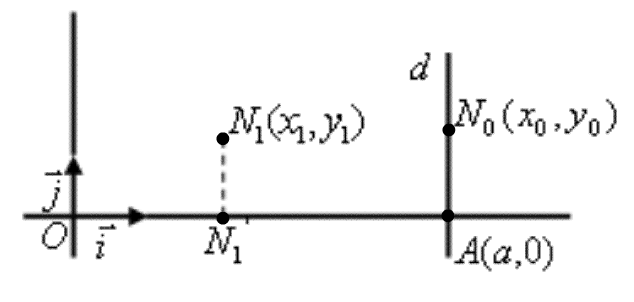 d
N₁(x₁, y₁)
N₀(x₀, y₀)
j⃗
O
i⃗
N₁'
A(a,0)